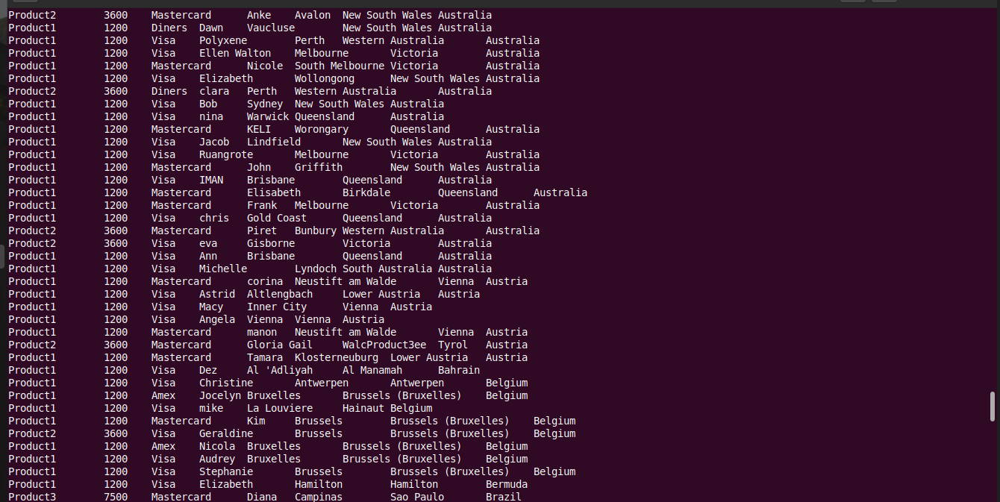 Product2 3600 Mastercard Anke Avalon New South Wales Australia
Product1 1200 Diners Dawn Vaucluse New South Wales Australia
Product1 1200 Visa Polyxene Perth Western Australia Australia
Product1 1200 Visa Ellen Walton Melbourne Victoria Australia
Product1 1200 Mastercard Nicole South Melbourne Victoria Australia
Product1 1200 Visa Elizabeth Wollongong New South Wales Australia
Product2 3600 Diners clara Perth Western Australia Australia
Product1 1200 Visa Bob Sydney New South Wales Australia
Product1 1200 Visa nina Warwick Queensland Australia
Product1 1200 Mastercard KELI Worongary Queensland Australia
Product1 1200 Visa Jacob Lindfield New South Wales Australia
Product1 1200 Visa Ruangrote Melbourne Victoria Australia
Product1 1200 Mastercard John Griffith New South Wales Australia
Product1 1200 Visa IMAN Brisbane Queensland Australia
Product1 1200 Mastercard Elisabeth Birkdale Queensland Australia
Product1 1200 Mastercard Frank Melbourne Victoria Australia
Product1 1200 Visa chris Gold Coast Queensland Australia
Product2 3600 Mastercard Piret Bunbury Western Australia Australia
Product2 3600 Visa eva Gisborne Victoria Australia
Product1 1200 Visa Ann Brisbane Queensland Australia
Product1 1200 Visa Michelle Lyndoch South Australia Australia
Product1 1200 Mastercard corina Neustift am Walde Vienna Austria
Product1 1200 Visa Astrid Altlengbach Lower Austria Austria
Product1 1200 Visa Macy Inner City Vienna Austria
Product1 1200 Visa Angela Vienna Vienna Austria
Product1 1200 Mastercard manon Neustift am Walde Vienna Austria
Product2 3600 Mastercard Gloria Gail WalcProduct3ee Tyrol Austria
Product1 1200 Mastercard Tamara Klosterneuburg Lower Austria Austria
Product1 1200 Visa Dez Al 'Adliyah Al Manamah Bahrain
Product1 1200 Visa Christine Antwerpen Antwerpen Belgium
Product1 1200 Amex Jocelyn Bruxelles Brussels (Bruxelles) Belgium
Product1 1200 Visa mike La Louviere Hainaut Belgium
Product1 1200 Mastercard Kim Brussels Brussels (Bruxelles) Belgium
Product2 3600 Visa Geraldine Brussels Brussels (Bruxelles) Belgium
Product1 1200 Amex Nicola Bruxelles Brussels (Bruxelles) Belgium
Product1 1200 Visa Audrey Bruxelles Brussels (Bruxelles) Belgium
Product1 1200 Visa Stephanie Brussels Brussels (Bruxelles) Belgium
Product1 1200 Visa Elizabeth Hamilton Hamilton Bermuda
Product3 7500 Mastercard Diana Campinas Sao Paulo Brazil